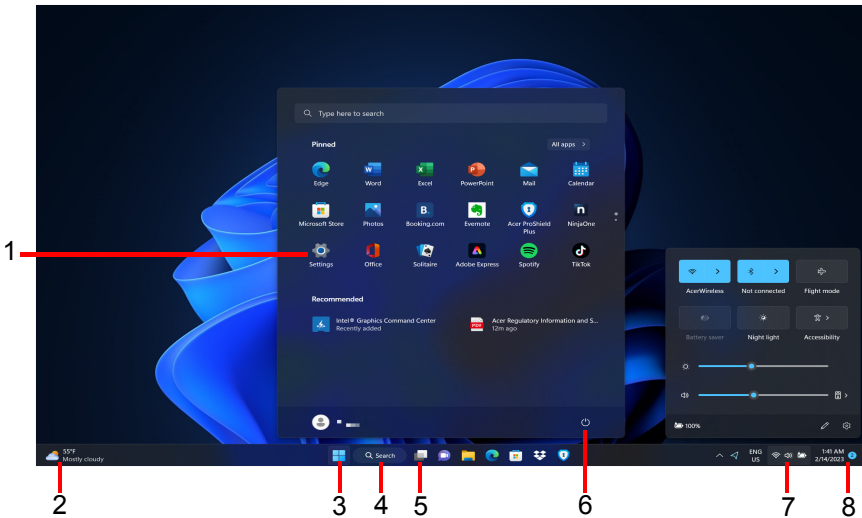 Type here to search
Pinned
All apps >
Edge
Word
Excel
PowerPoint
Mail
Calendar
Microsoft Store
Photos
Booking.com
Evernote
Acer ProShield
Plus
NinjaOne
1
Settings
Office
Solitaire
Adobe Express
Spotify
TikTok
Recommended
Intel® Graphics Command Center
Recently added
PDF
Acer Regulatory Information and S...
12m ago
AcerWireless
Not connected
Flight mode
Battery saver
Night light
Accessibility
100%
55°F
Mostly cloudy
Search
ENG
US
1:41 AM
2/14/2023
2
2
3
4
5
6
7
8